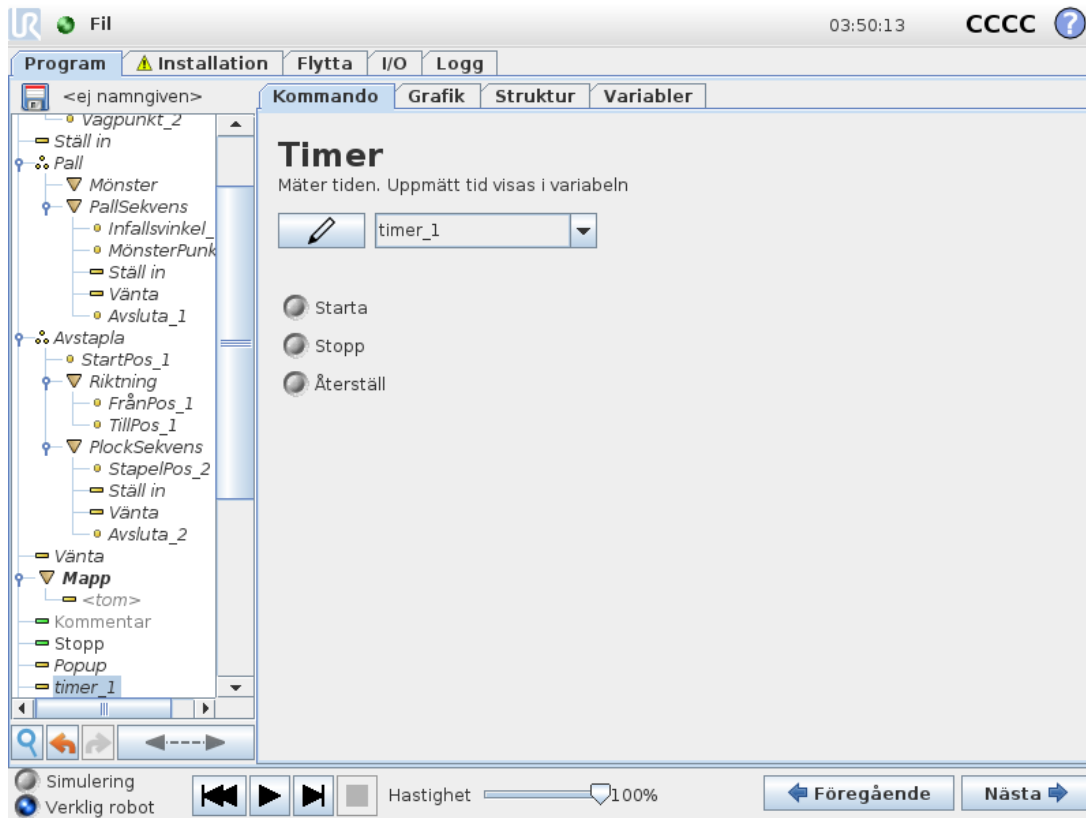 Fil
03:50:13
CCCC
?
Program
Installation
Flytta
I/O
Logg
<ej namngiven>
Kommando
Grafik
Struktur
Variabler
Vägpunkt_2
Ställ in
Pall
Mönster
PallSekvens
Infallsvinkel_
MönsterPunk
Ställ in
Vänta
Avsluta_1
Avstapla
StartPos_1
Riktning
FrånPos_1
TillPos_1
PlockSekvens
StapelPos_2
Ställ in
Vänta
Avsluta_2
Vänta
Mapp
<tom>
Kommentar
Stopp
Popup
timer_1
Timer
Mäter tiden. Uppmätt tid visas i variabeln
timer_1
Starta
Stopp
Återställ
Simulering
Verklig robot
Hastighet
100%
Föregående
Nästa